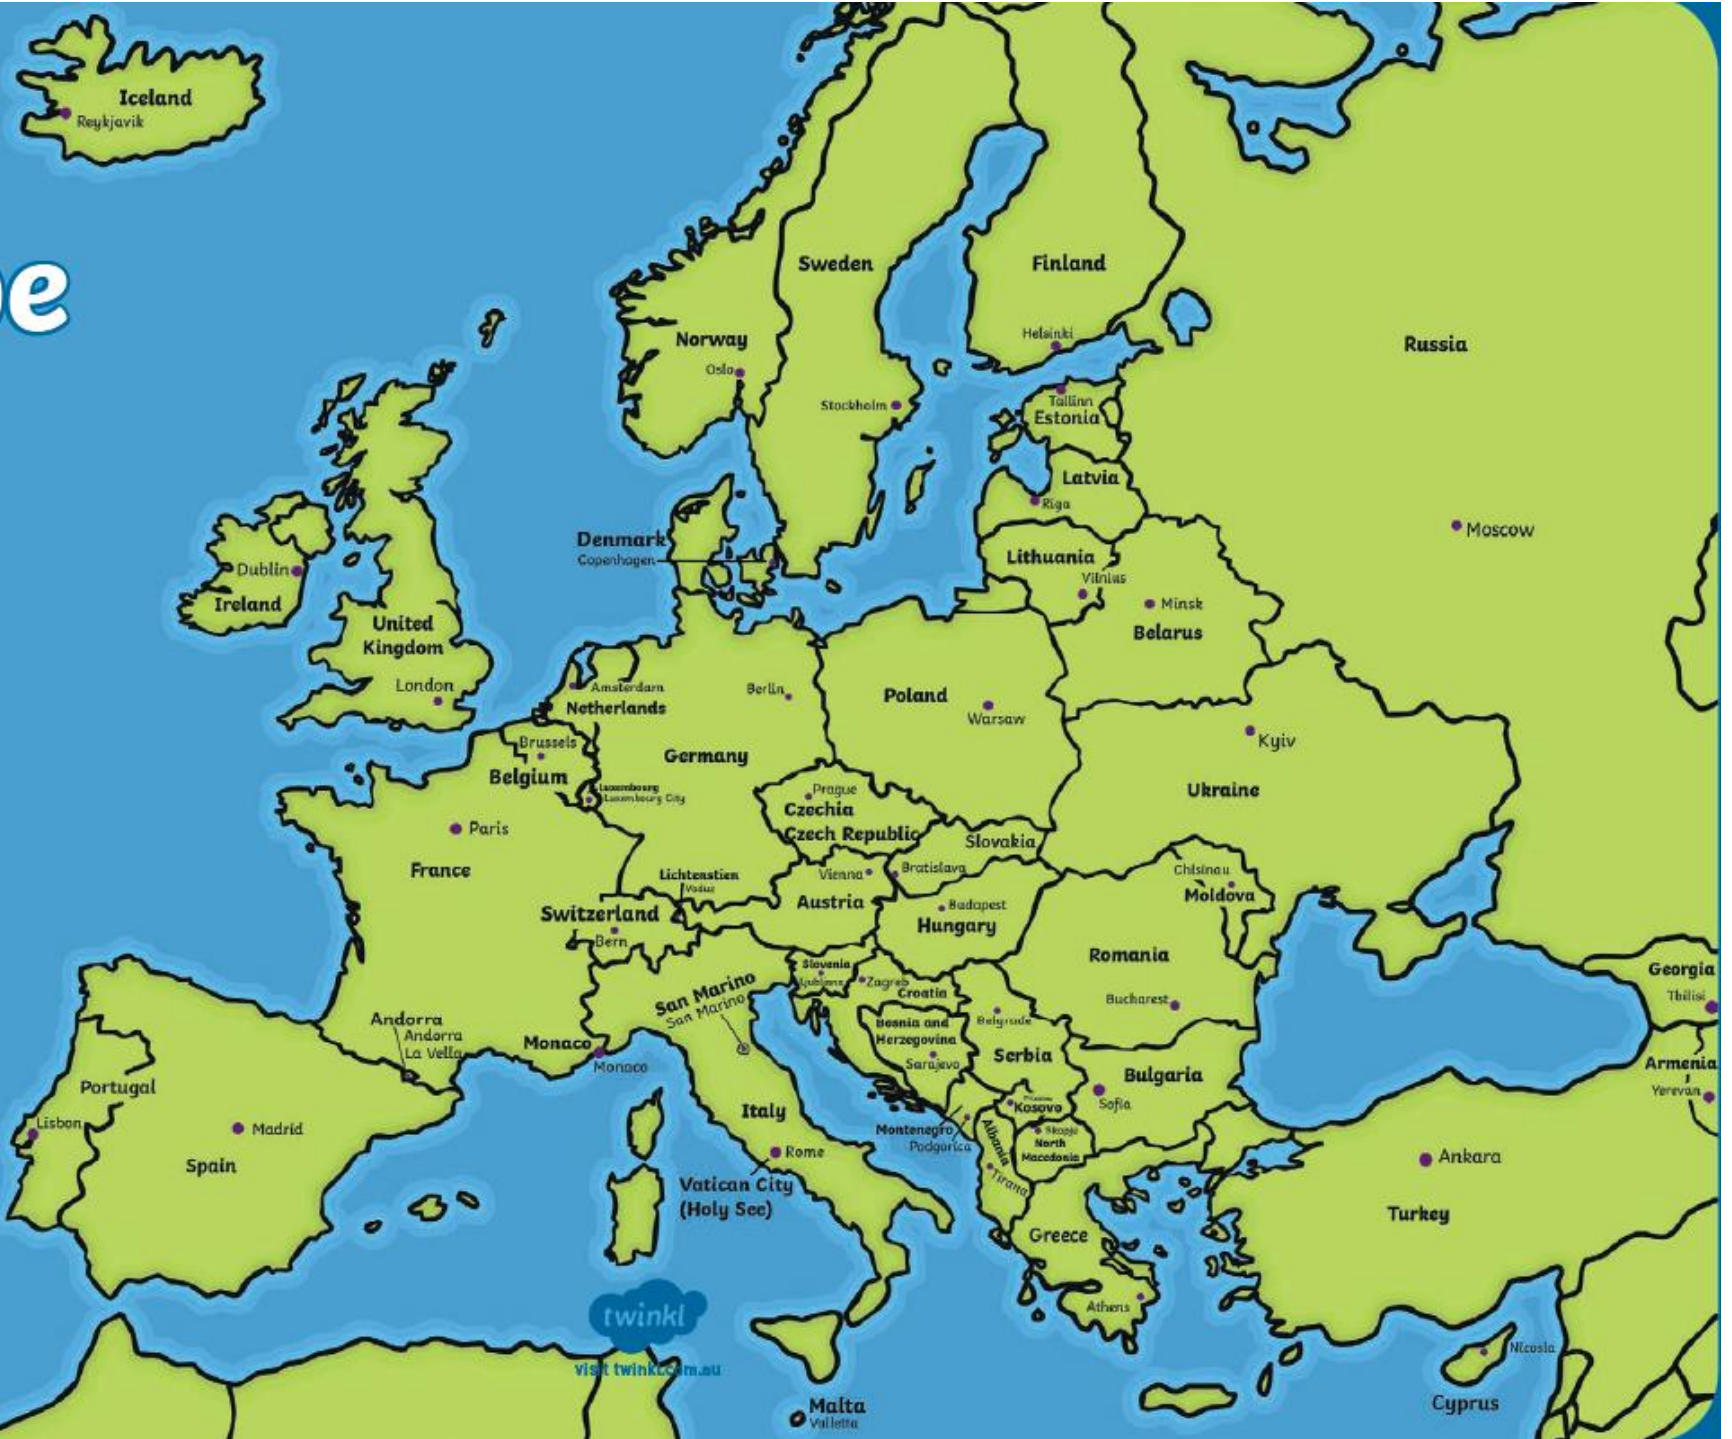 Iceland
Reykjavik
pe
Sweden
Finland
Norway
Helsinki
Oslo
Stockholm
Tallinn
Estonia
Russia
Latvia
Riga
Moscow
Denmark
Copenhagen
Lithuania
Vilnius
Minsk
Belarus
Dublin
Ireland
United
Kingdom
London
Amsterdam
Netherlands
Berlin
Poland
Warsaw
Brussels
Belgium
Germany
Kyiv
Ukraine
Luxembourg
Luxembourg City
Prague
Czechia
Czech Republic
Slovakia
Paris
France
Lichtenstien
Vaduz
Vienna
Bratislava
Austria
Budapest
Hungary
Chisinau
Moldova
Switzerland
Bern
Romania
Bucharest
Slovenia
Ljubljana
Zagreb
Croatia
San Marino
San Marino
Belgrade
Bosnia and
Herzegovina
Sarajevo
Serbia
Georgia
Tbilisi
Armenia
Yerevan
Andorra
Andorra
La Vella
Monaco
Monaco
Bulgaria
Sofia
Kosovo
Portugal
Lisbon
Madrid
Spain
Italy
Rome
Vatican City
(Holy See)
Montenegro
Podgorica
Albania
Tirana
Skopje
North
Macedonia
Ankara
Turkey
Greece
Athens
twinkl
visit twinkl.com.au
Malta
Valletta
Nicosia
Cyprus